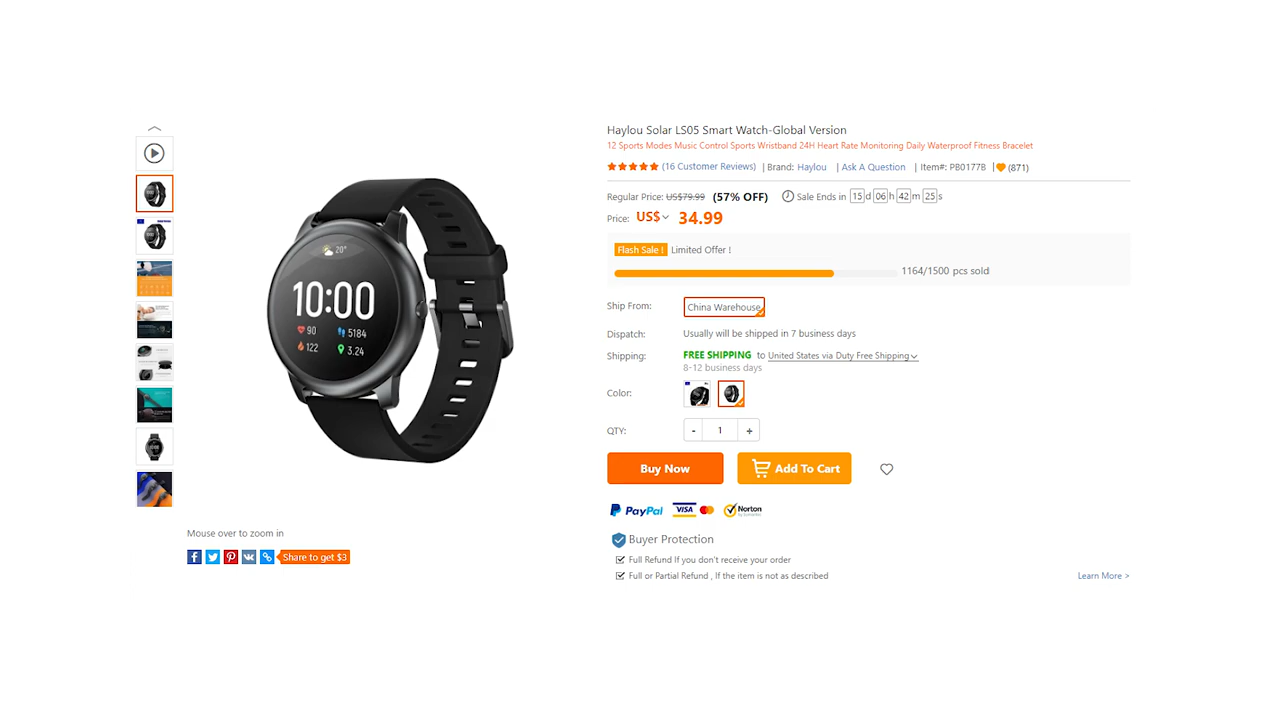 Haylou Solar LS05 Smart Watch-Global Version
12 Sports Modes Music Control Sports Wristband 24H Heart Rate Monitoring Daily Waterproof Fitness Bracelet
(16 Customer Reviews) | Brand: Haylou | Ask A Question | Item#: PB0177B | (871)
Regular Price: US$79.99 (57% OFF) Sale Ends in 15 d 06 h 42 m 25 s
Price: US$ 34.99
Flash Sale ! Limited Offer !
1164/1500 pcs sold
Ship From: China Warehouse
Dispatch: Usually will be shipped in 7 business days
Shipping: FREE SHIPPING to United States via Duty Free Shipping
8-12 business days
Color:
QTY: - 1 +
Buy Now Add To Cart
PayPal VISA Norton
Buyer Protection
Full Refund If you don't receive your order
Full or Partial Refund , If the item is not as described
Learn More >
20°
10:00
90 5184
122 3.24
Mouse over to zoom in
Share to get $3